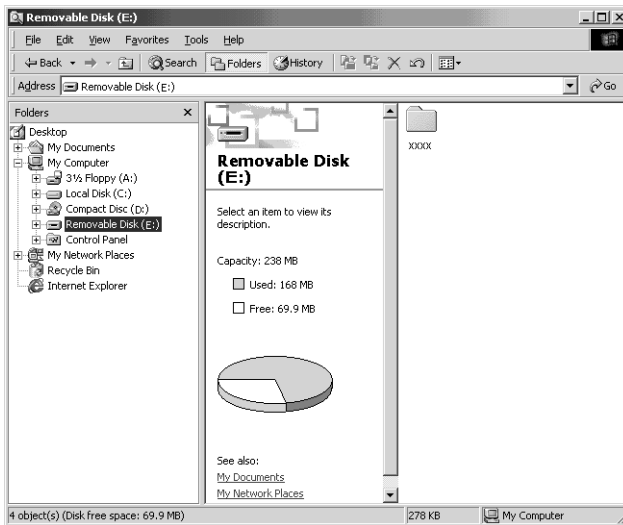 Removable Disk (E:)
File Edit View Favorites Tools Help
Back Search Folders History
Address Removable Disk (E:) Go
Folders
Desktop
My Documents
My Computer
3½ Floppy (A:)
Local Disk (C:)
Compact Disc (D:)
Removable Disk (E:)
Control Panel
My Network Places
Recycle Bin
Internet Explorer
Removable Disk
(E:)
Select an item to view its
description.
Capacity: 238 MB
Used: 168 MB
Free: 69.9 MB
See also:
My Documents
My Network Places
xxxx
4 object(s) (Disk free space: 69.9 MB) 278 KB My Computer